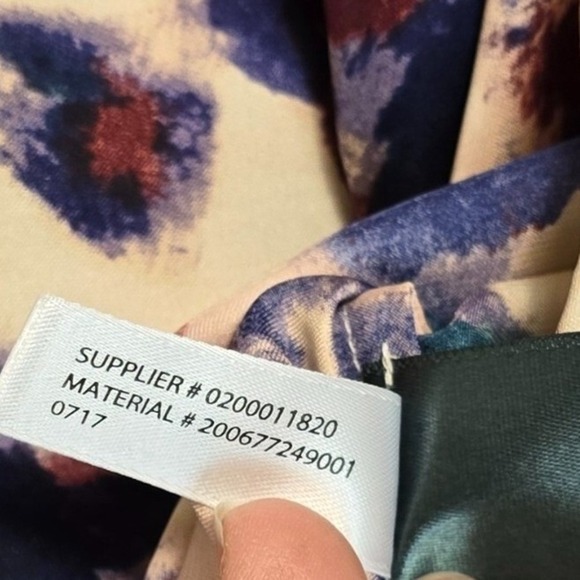 SUPPLIER # 0200011820
MATERIAL # 200677249001
0717